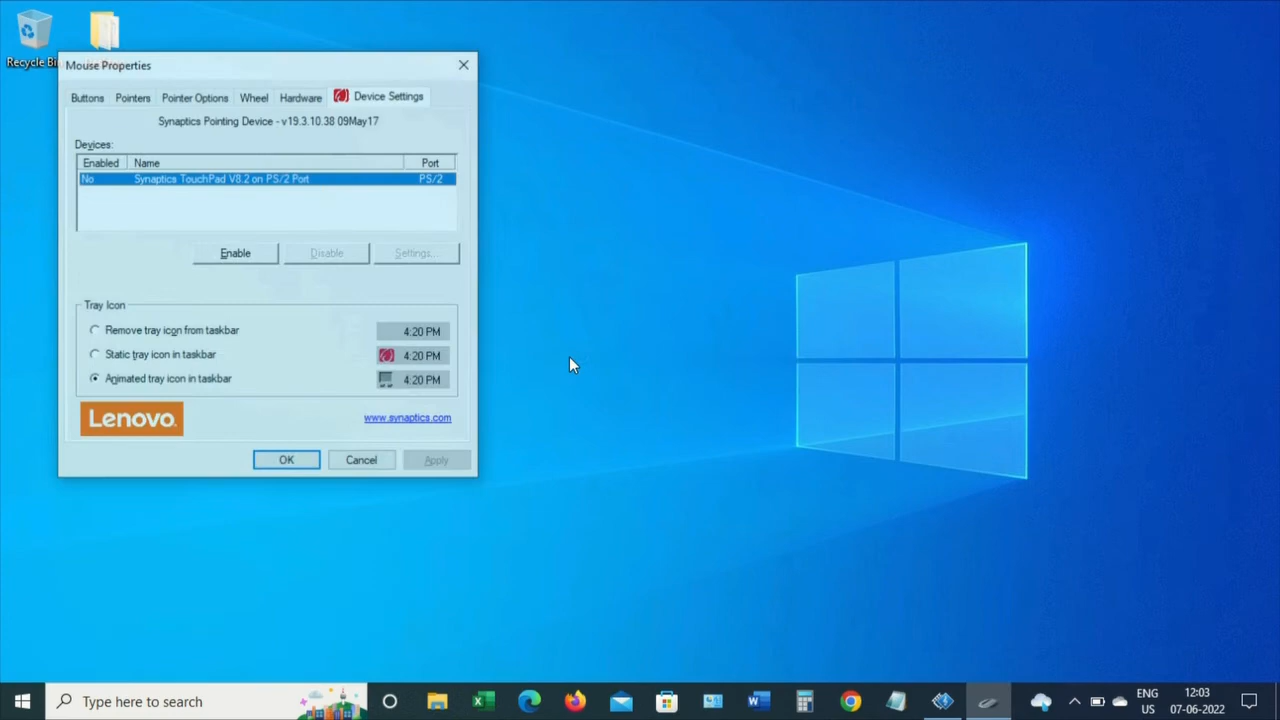 Recycle Bin
Mouse Properties
Buttons Pointers Pointer Options Wheel Hardware Device Settings
Synaptics Pointing Device - v19.3.10.38 09May17
Devices:
Enabled Name Port
No Synaptics TouchPad V8.2 on PS/2 Port PS/2
Enable Disable Settings...
Tray Icon
Remove tray icon from taskbar 4:20 PM
Static tray icon in taskbar 4:20 PM
Animated tray icon in taskbar 4:20 PM
Lenovo. www.synaptics.com
OK Cancel Apply
Type here to search
ENG
US
12:03
07-06-2022